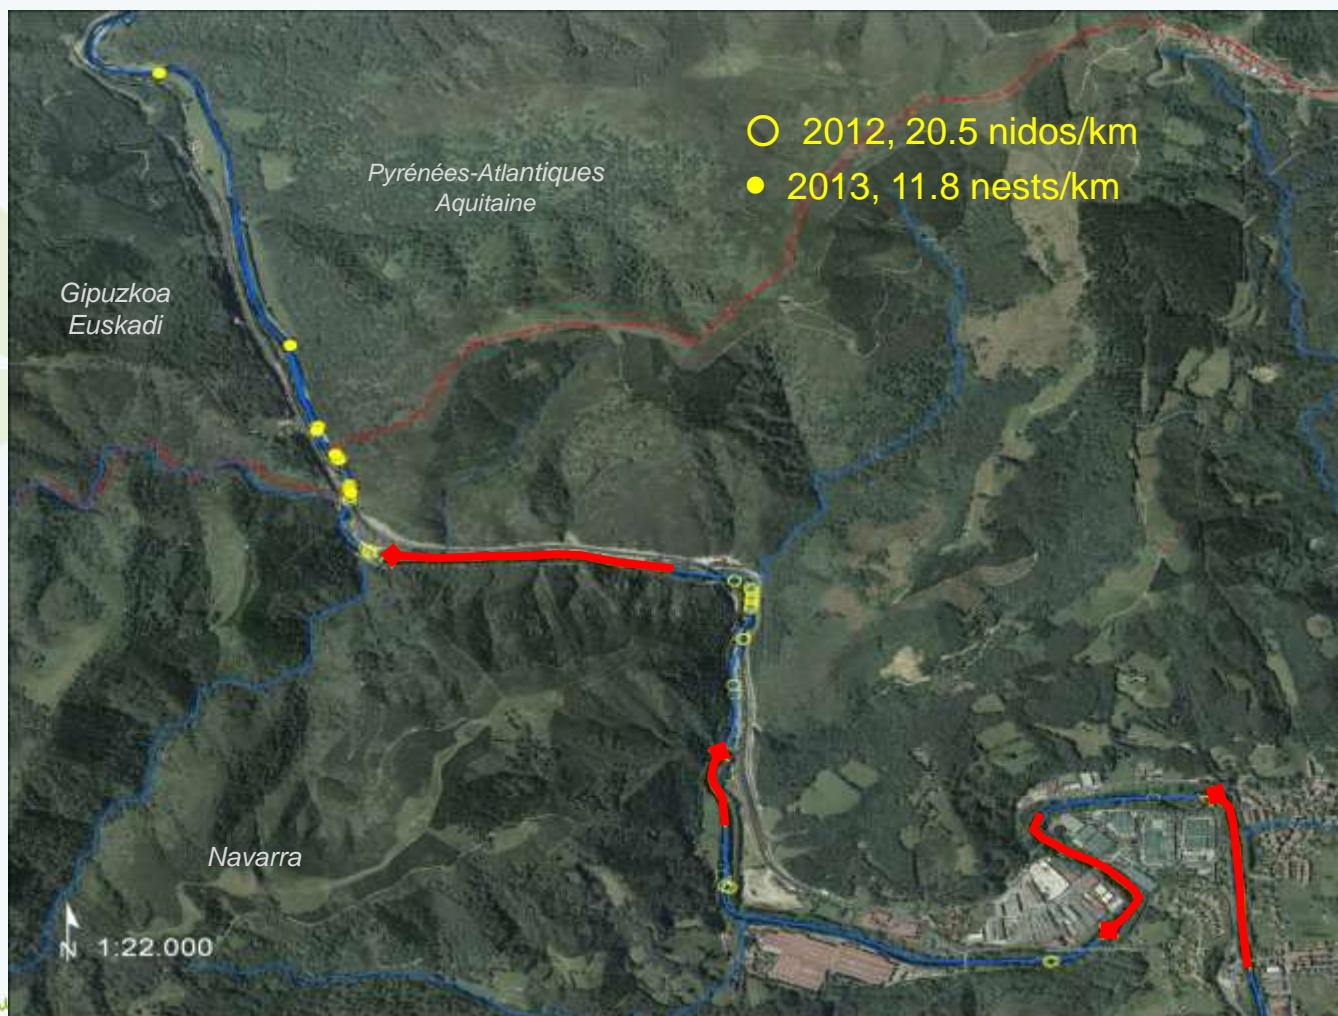 2012, 20.5 nidos/km
2013, 11.8 nests/km
Pyrénées-Atlantiques
Aquitaine
Gipuzkoa
Euskadi
Navarra
N 1:22.000